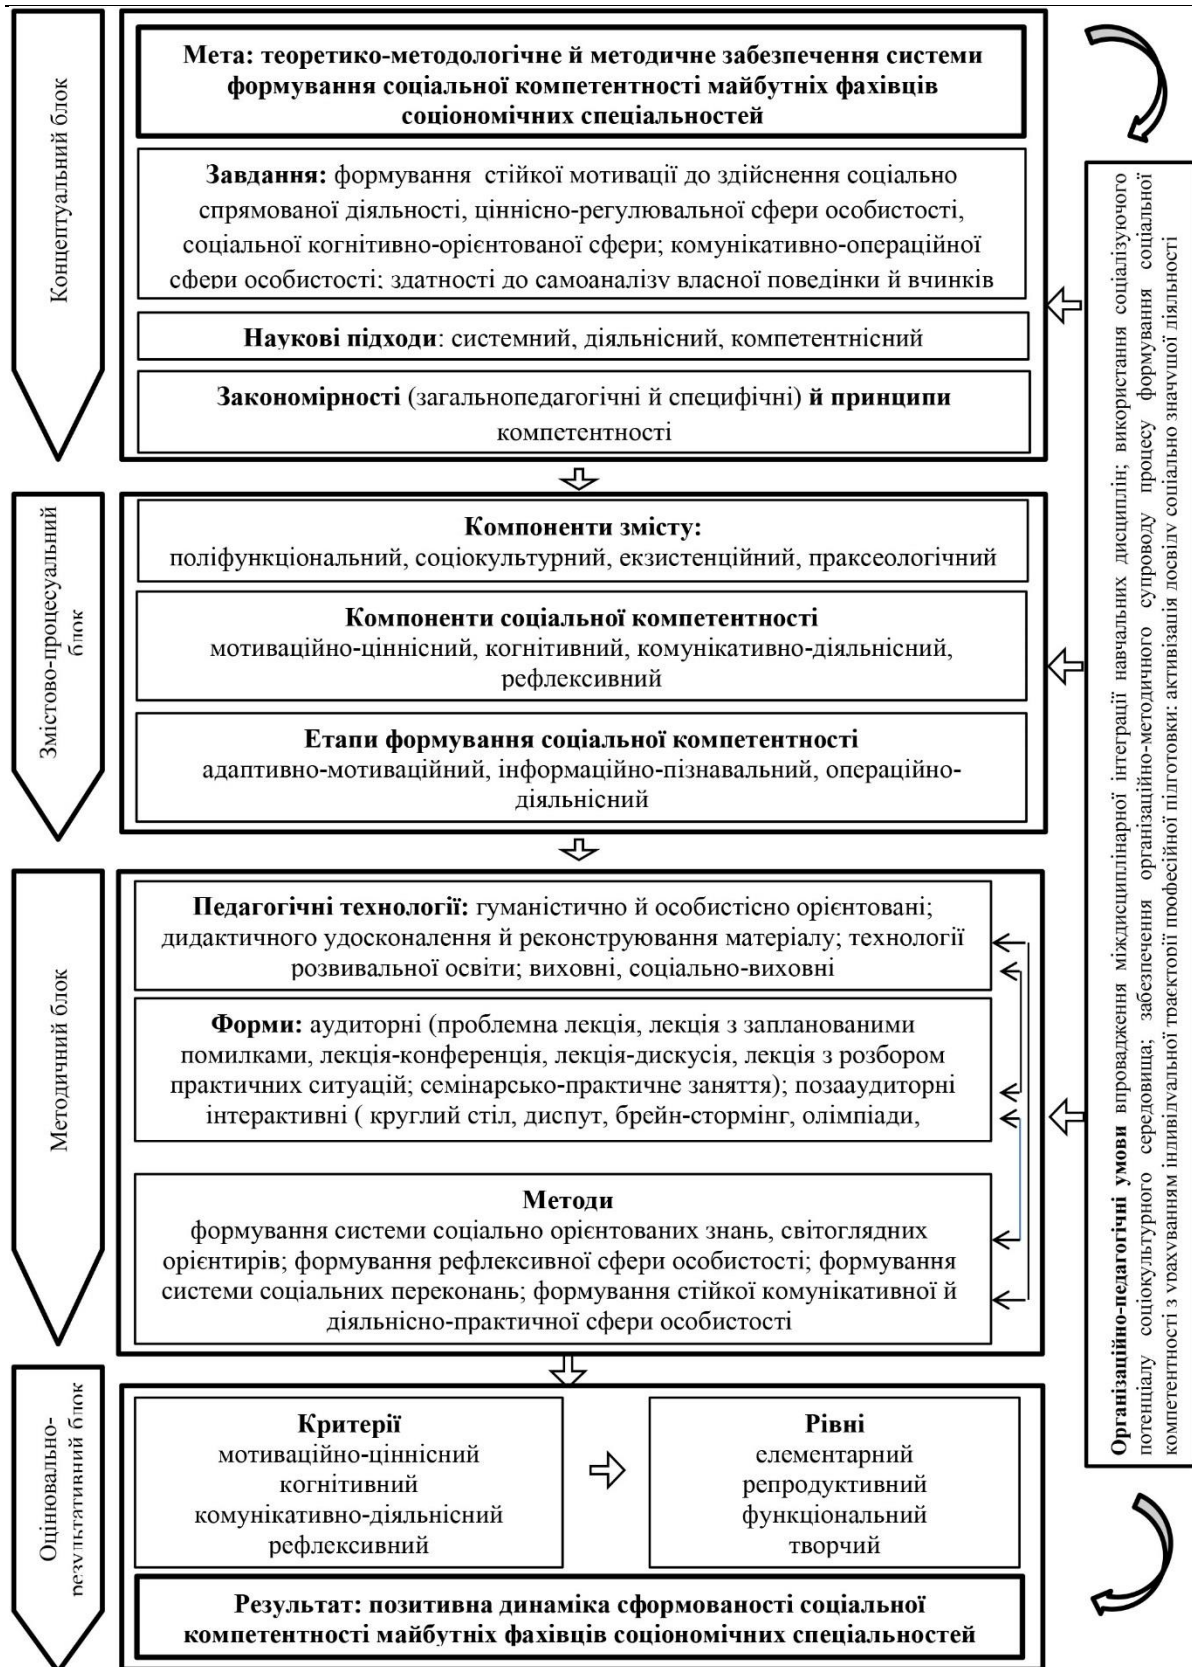 Концептуальний блок
Мета: теоретико-методологічне й методичне забезпечення системи
формування соціальної компетентності майбутніх фахівців
соціономічних спеціальностей
Завдання: формування стійкої мотивації до здійснення соціально
спрямованої діяльності, ціннісно-регулювальної сфери особистості,
соціальної когнітивно-орієнтованої сфери; комунікативно-операційної
сфери особистості; здатності до самоаналізу власної поведінки й вчинків
Наукові підходи: системний, діяльнісний, компетентнісний
Закономірності (загальнопедагогічні й специфічні) й принципи
компетентності
Змістово-процесуальний
блок
Компоненти змісту:
поліфункціональний, соціокультурний, екзистенційний, праксеологічний
Компоненти соціальної компетентності
мотиваційно-ціннісний, когнітивний, комунікативно-діяльнісний,
рефлексивний
Етапи формування соціальної компетентності
адаптивно-мотиваційний, інформаційно-пізнавальний, операційно-
діяльнісний
Методичний блок
Педагогічні технології: гуманістично й особистісно орієнтовані;
дидактичного удосконалення й реконструювання матеріалу; технології
розвивальної освіти; виховні, соціально-виховні
Форми: аудиторні (проблемна лекція, лекція з запланованими
помилками, лекція-конференція, лекція-дискусія, лекція з розбором
практичних ситуацій; семінарсько-практичне заняття); позааудиторні
інтерактивні ( круглий стіл, диспут, брейн-стормінг, олімпіади,
Методи
формування системи соціально орієнтованих знань, світоглядних
орієнтирів; формування рефлексивної сфери особистості; формування
системи соціальних переконань; формування стійкої комунікативної й
діяльнісно-практичної сфери особистості
Оцінювально-
результативний блок
Критерії
мотиваційно-ціннісний
когнітивний
комунікативно-діяльнісний
рефлексивний
Рівні
елементарний
репродуктивний
функціональний
творчий
Результат: позитивна динаміка сформованості соціальної
компетентності майбутніх фахівців соціономічних спеціальностей
Організаційно-педагогічні умови впровадження міждисциплінарної інтеграції навчальних дисциплін; використання соціалізуючого
потенціалу соціокультурного середовища; забезпечення організаційно-методичного супроводу процесу формування соціальної
компетентності з урахуванням індивідуальної траєкторії професійної підготовки; активізація досвіду соціально значущої діяльності